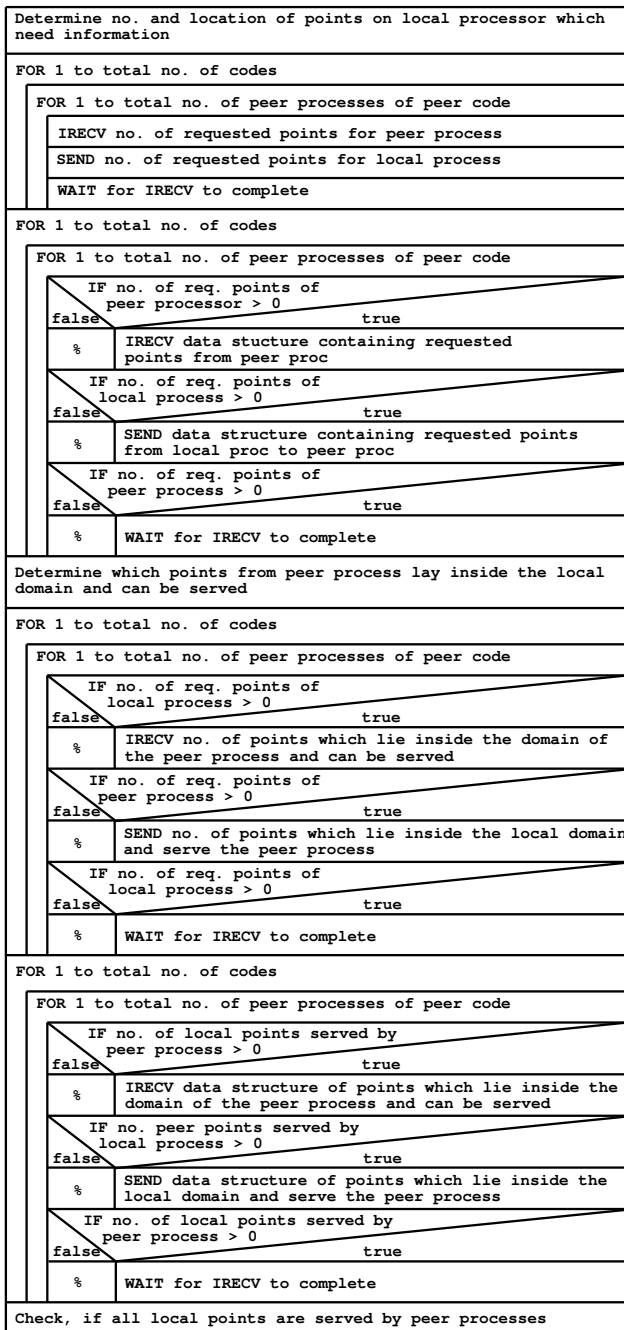 Determine no. and location of points on local processor which
need information
FOR 1 to total no. of codes
FOR 1 to total no. of peer processes of peer code
IRECV no. of requested points for peer process
SEND no. of requested points for local process
WAIT for IRECV to complete
FOR 1 to total no. of codes
FOR 1 to total no. of peer processes of peer code
IF no. of req. points of
peer processor > 0
false true
% IRECV data stucture containing requested
points from peer proc
IF no. of req. points of
local process > 0
false true
% SEND data structure containing requested points
from local proc to peer proc
IF no. of req. points of
peer process > 0
false true
% WAIT for IRECV to complete
Determine which points from peer process lay inside the local
domain and can be served
FOR 1 to total no. of codes
FOR 1 to total no. of peer processes of peer code
IF no. of req. points of
local process > 0
false true
% IRECV no. of points which lie inside the domain of
the peer process and can be served
IF no. of req. points of
peer process > 0
false true
% SEND no. of points which lie inside the local domain
and serve the peer process
IF no. of req. points of
local process > 0
false true
% WAIT for IRECV to complete
FOR 1 to total no. of codes
FOR 1 to total no. of peer processes of peer code
IF no. of local points served by
peer process > 0
false true
% IRECV data structure of points which lie inside the
domain of the peer process and can be served
IF no. peer points served by
local process > 0
false true
% SEND data structure of points which lie inside the
local domain and serve the peer process
IF no. of local points served by
peer process > 0
false true
% WAIT for IRECV to complete
Check, if all local points are served by peer processes